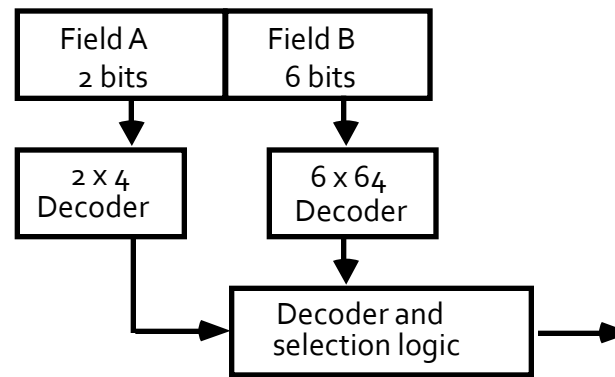 Field A
2 bits
Field B
6 bits
2 x 4
Decoder
6 x 64
Decoder
Decoder and
selection logic